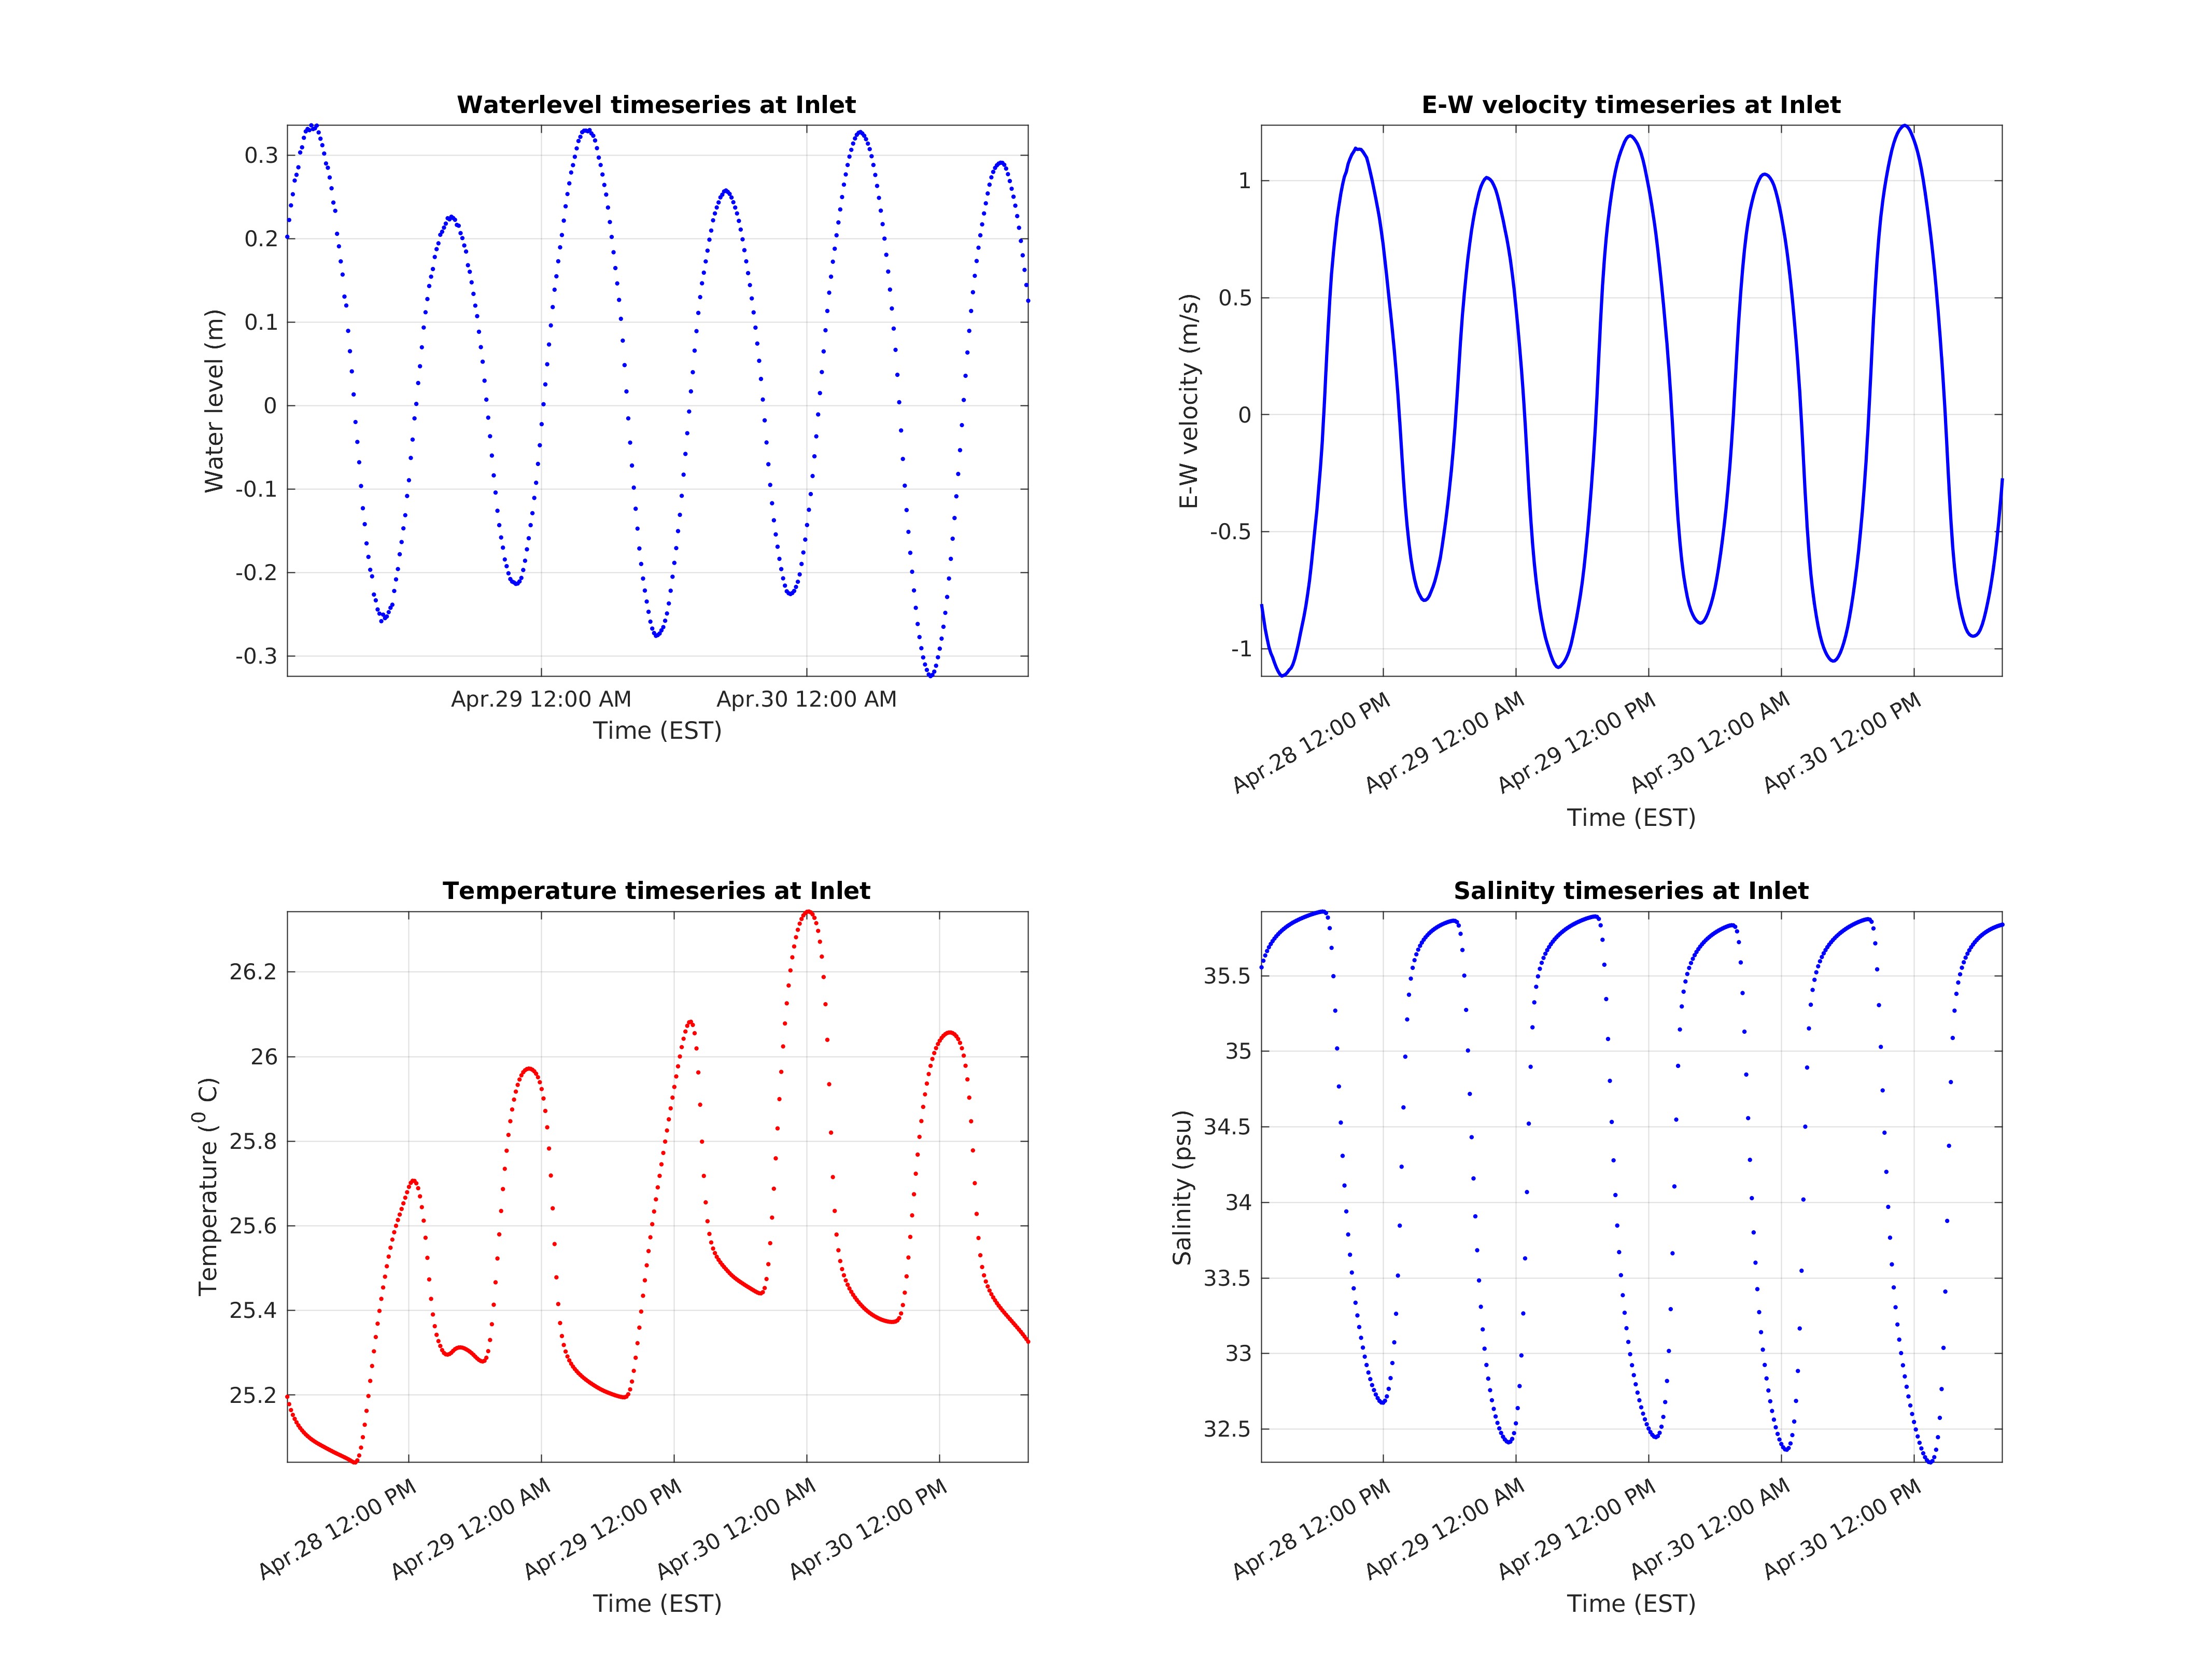 Waterlevel timeseries at Inlet
0.3
0.2
0.1
0
-0.1
-0.2
-0.3
Water level (m)
Apr.29 12:00 AM
Apr.30 12:00 AM
Time (EST)
E-W velocity timeseries at Inlet
1
0.5
0
-0.5
-1
E-W velocity (m/s)
Apr.28 12:00 PM
Apr.29 12:00 AM
Apr.29 12:00 PM
Apr.30 12:00 AM
Apr.30 12:00 PM
Time (EST)
Temperature timeseries at Inlet
26.2
26
25.8
25.6
25.4
25.2
Temperature (⁰ C)
Apr.28 12:00 PM
Apr.29 12:00 AM
Apr.29 12:00 PM
Apr.30 12:00 AM
Apr.30 12:00 PM
Time (EST)
Salinity timeseries at Inlet
35.5
35
34.5
34
33.5
33
32.5
Salinity (psu)
Apr.28 12:00 PM
Apr.29 12:00 AM
Apr.29 12:00 PM
Apr.30 12:00 AM
Apr.30 12:00 PM
Time (EST)